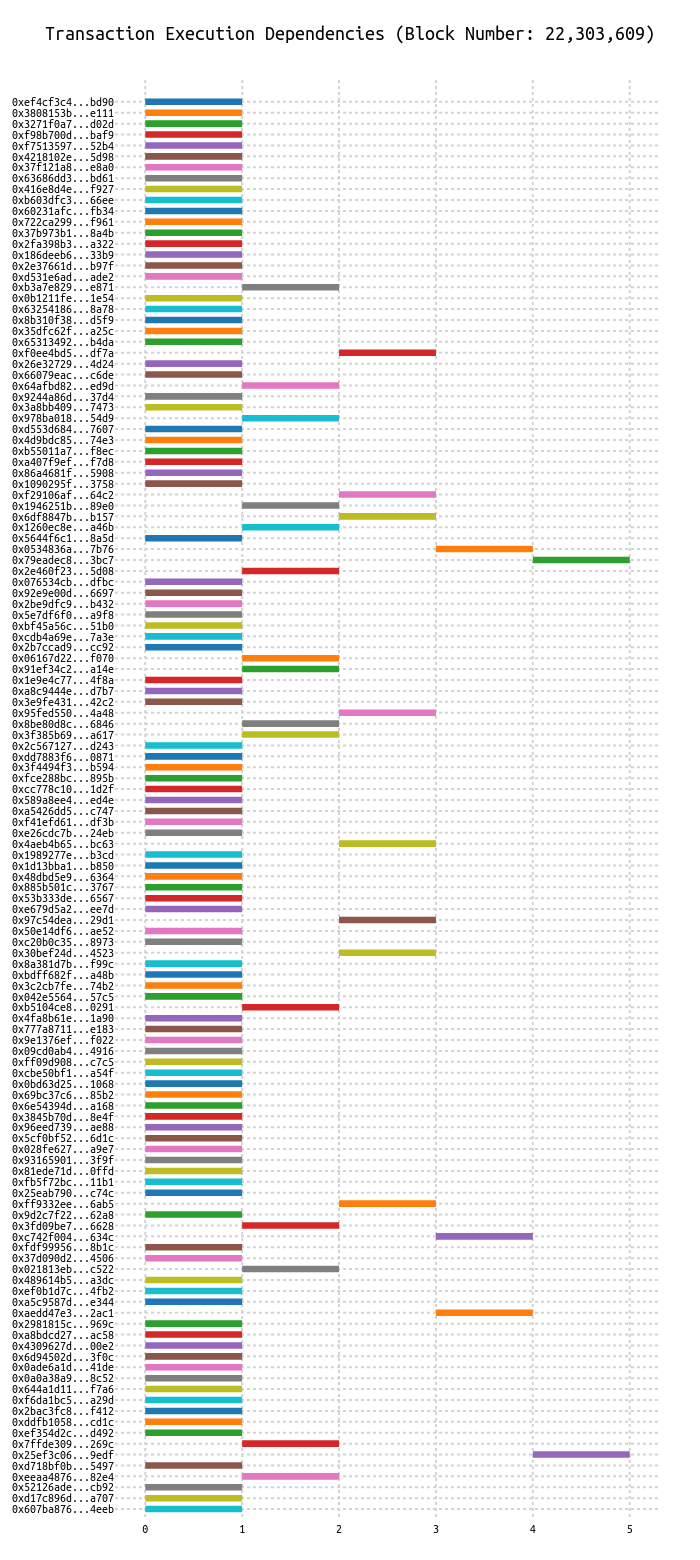 Transaction Execution Dependencies (Block Number: 22,303,609)
0xef4cf3c4...bd90
0x3808153b...e111
0x3271f0a7...d02d
0xf98b700d...baf9
0xf7513597...52b4
0x4218102e...5d98
0x37f121a8...e8a0
0x63686dd3...bd61
0x416e8d4e...f927
0xb603dfc3...66ee
0x60231afc...fb34
0x722ca299...f961
0x37b973b1...8a4b
0x2fa398b3...a322
0x186deeb6...33b9
0x2e37661d...b97f
0xd531e6ad...ade2
0xb3a7e829...e871
0x0b1211fe...1e54
0x63254186...8a78
0x8b310f38...d5f9
0x35dfc62f...a25c
0x65313492...b4da
0xf0ee4bd5...df7a
0x26e32729...4d24
0x66079eac...c6de
0x64afbd82...ed9d
0x9244a86d...37d4
0x3a8bb409...7473
0x978ba018...54d9
0xd553d684...7607
0x4d9bdc85...74e3
0xb55011a7...f8ec
0xa407f9ef...f7d8
0x86a4681f...5908
0x1090295f...3758
0xf29106af...64c2
0x1946251b...89e0
0x6df8847b...b157
0x1260ec8e...a46b
0x5644f6c1...8a5d
0x0534836a...7b76
0x79eadec8...3bc7
0x2e460f23...5d08
0x076534cb...dfbc
0x92e9e00d...6697
0x2be9dfc9...b432
0x5e7df6f0...a9f8
0xbf45a56c...51b0
0xcdb4a69e...7a3e
0x2b7ccad9...cc92
0x06167d22...f070
0x91ef34c2...a14e
0x1e9e4c77...4f8a
0xa8c9444e...d7b7
0x3e9fe431...42c2
0x95fed550...4a48
0x8be80d8c...6846
0x3f385b69...a617
0x2c567127...d243
0xdd7883f6...0871
0x3f4494f3...b594
0xfce288bc...895b
0xcc778c10...1d2f
0x589a8ee4...ed4e
0xa5426dd5...c747
0xf41efd61...df3b
0xe26cdc7b...24eb
0x4aeb4b65...bc63
0x1989277e...b3cd
0x1d13bba1...b850
0x48dbd5e9...6364
0x885b501c...3767
0x53b333de...6567
0xe679d5a2...ee7d
0x97c54dea...29d1
0x50e14df6...ae52
0xc20b0c35...8973
0x30bef24d...4523
0x8a381d7b...f99c
0xbdff682f...a48b
0x3c2cb7fe...74b2
0x042e5564...57c5
0xb5104ce8...0291
0x4fa8b61e...1a90
0x777a8711...e183
0x9e1376ef...f022
0x09cd0ab4...4916
0xff09d908...c7c5
0xcbe50bf1...a54f
0x0bd63d25...1068
0x69bc37c6...85b2
0x6e54394d...a168
0x3845b70d...8e4f
0x96eed739...ae88
0x5cf0bf52...6d1c
0x028fe627...a9e7
0x93165901...3f9f
0x81ede71d...0ffd
0xfb5f72bc...11b1
0x25eab790...c74c
0xff9332ee...6ab5
0x9d2c7f22...62a8
0x3fd09be7...6628
0xc742f004...634c
0xfdf99956...8b1c
0x37d090d2...4506
0x021813eb...c522
0x489614b5...a3dc
0xef0b1d7c...4fb2
0xa5c9587d...e344
0xaedd47e3...2ac1
0x2981815c...969c
0xa8bdcd27...ac58
0x4309627d...00e2
0x6d94502d...3f0c
0x0ade6a1d...41de
0x0a0a38a9...8c52
0x644a1d11...f7a6
0xf6da1bc5...a29d
0x2bac3fc8...f412
0xddfb1058...cd1c
0xef354d2c...d492
0x7ffde309...269c
0x25ef3c06...9edf
0xd718bf0b...5497
0xeeaa4876...82e4
0x52126ade...cb92
0xd17c896d...a707
0x607ba876...4eeb
0 1 2 3 4 5